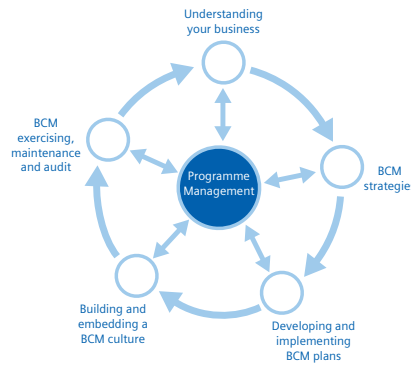 Understanding
your business
BCM
strategie
Developing and
implementing
BCM plans
Building and
embedding a
BCM culture
BCM
exercising,
maintenance
and audit
Programme
Management